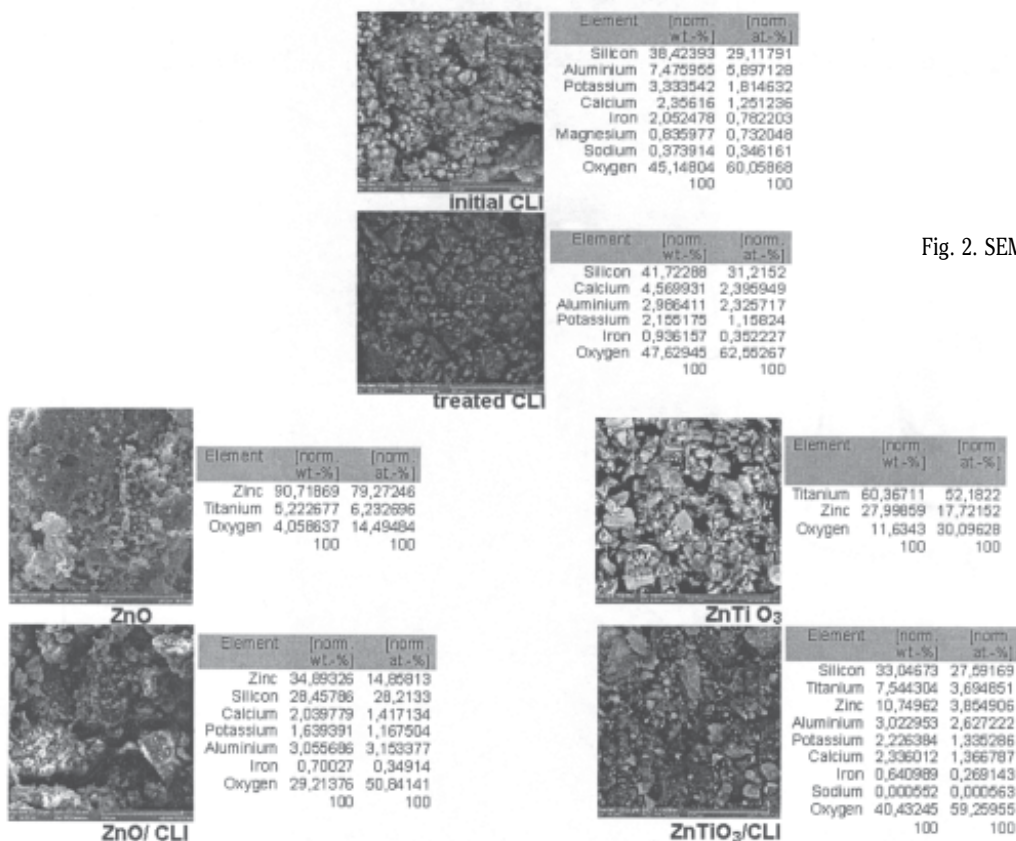 Element [norm. wt.-%] [norm. at.-%]
Silicon 38,42393 29,11791
Aluminium 7,475955 5,897128
Potassium 3,333542 1,814632
Calcium 2,35616 1,251236
Iron 2,052478 0,782203
Magnesium 0,835977 0,732048
Sodium 0,373914 0,346161
Oxygen 45,14804 60,05868
100 100
initial CLI
Element [norm. wt.-%] [norm. at.-%]
Silicon 41,72288 31,2152
Calcium 4,569931 2,395949
Aluminium 2,986411 2,325717
Potassium 2,155175 1,15824
Iron 0,936157 0,352227
Oxygen 47,62945 62,55267
100 100
treated CLI
Fig. 2. SEM
Element [norm. wt.-%] [norm. at.-%]
Zinc 90,71869 79,27246
Titanium 5,222677 6,232696
Oxygen 4,058637 14,49484
100 100
ZnO
Element [norm. wt.-%] [norm. at.-%]
Titanium 60,36711 52,1822
Zinc 27,99859 17,72152
Oxygen 11,6343 30,09628
100 100
ZnTi O₃
Element [norm. wt.-%] [norm. at.-%]
Zinc 34,89326 14,85813
Silicon 28,45786 28,2133
Calcium 2,039779 1,417134
Potassium 1,639391 1,167504
Aluminium 3,055686 3,153377
Iron 0,70027 0,34914
Oxygen 29,21376 50,84141
100 100
ZnO/ CLI
Element [norm. wt.-%] [norm. at.-%]
Silicon 33,04673 27,59169
Titanium 7,544304 3,694851
Zinc 10,74962 3,854906
Aluminium 3,022953 2,627222
Potassium 2,226384 1,335286
Calcium 2,336012 1,366787
Iron 0,640989 0,269143
Sodium 0,000552 0,000563
Oxygen 40,43245 59,25955
100 100
ZnTiO₃/CLI